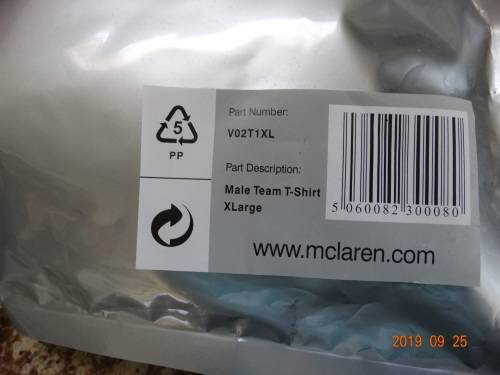 5
PP
Part Number:
V02T1XL
Part Description:
Male Team T-Shirt
XLarge
5 060082 300080
www.mclaren.com
2019 09 25